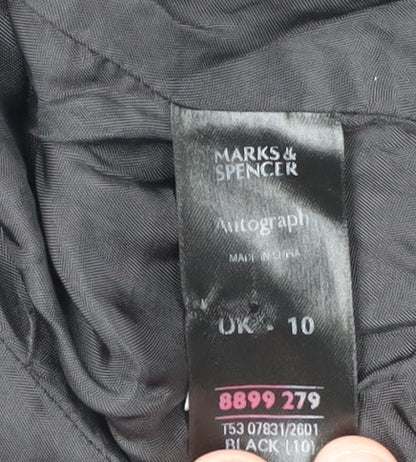 MARKS &
SPENCER
Autograph
MADE IN CHINA
UK - 10
8899 279
T53 07831/2601
BLACK (10)